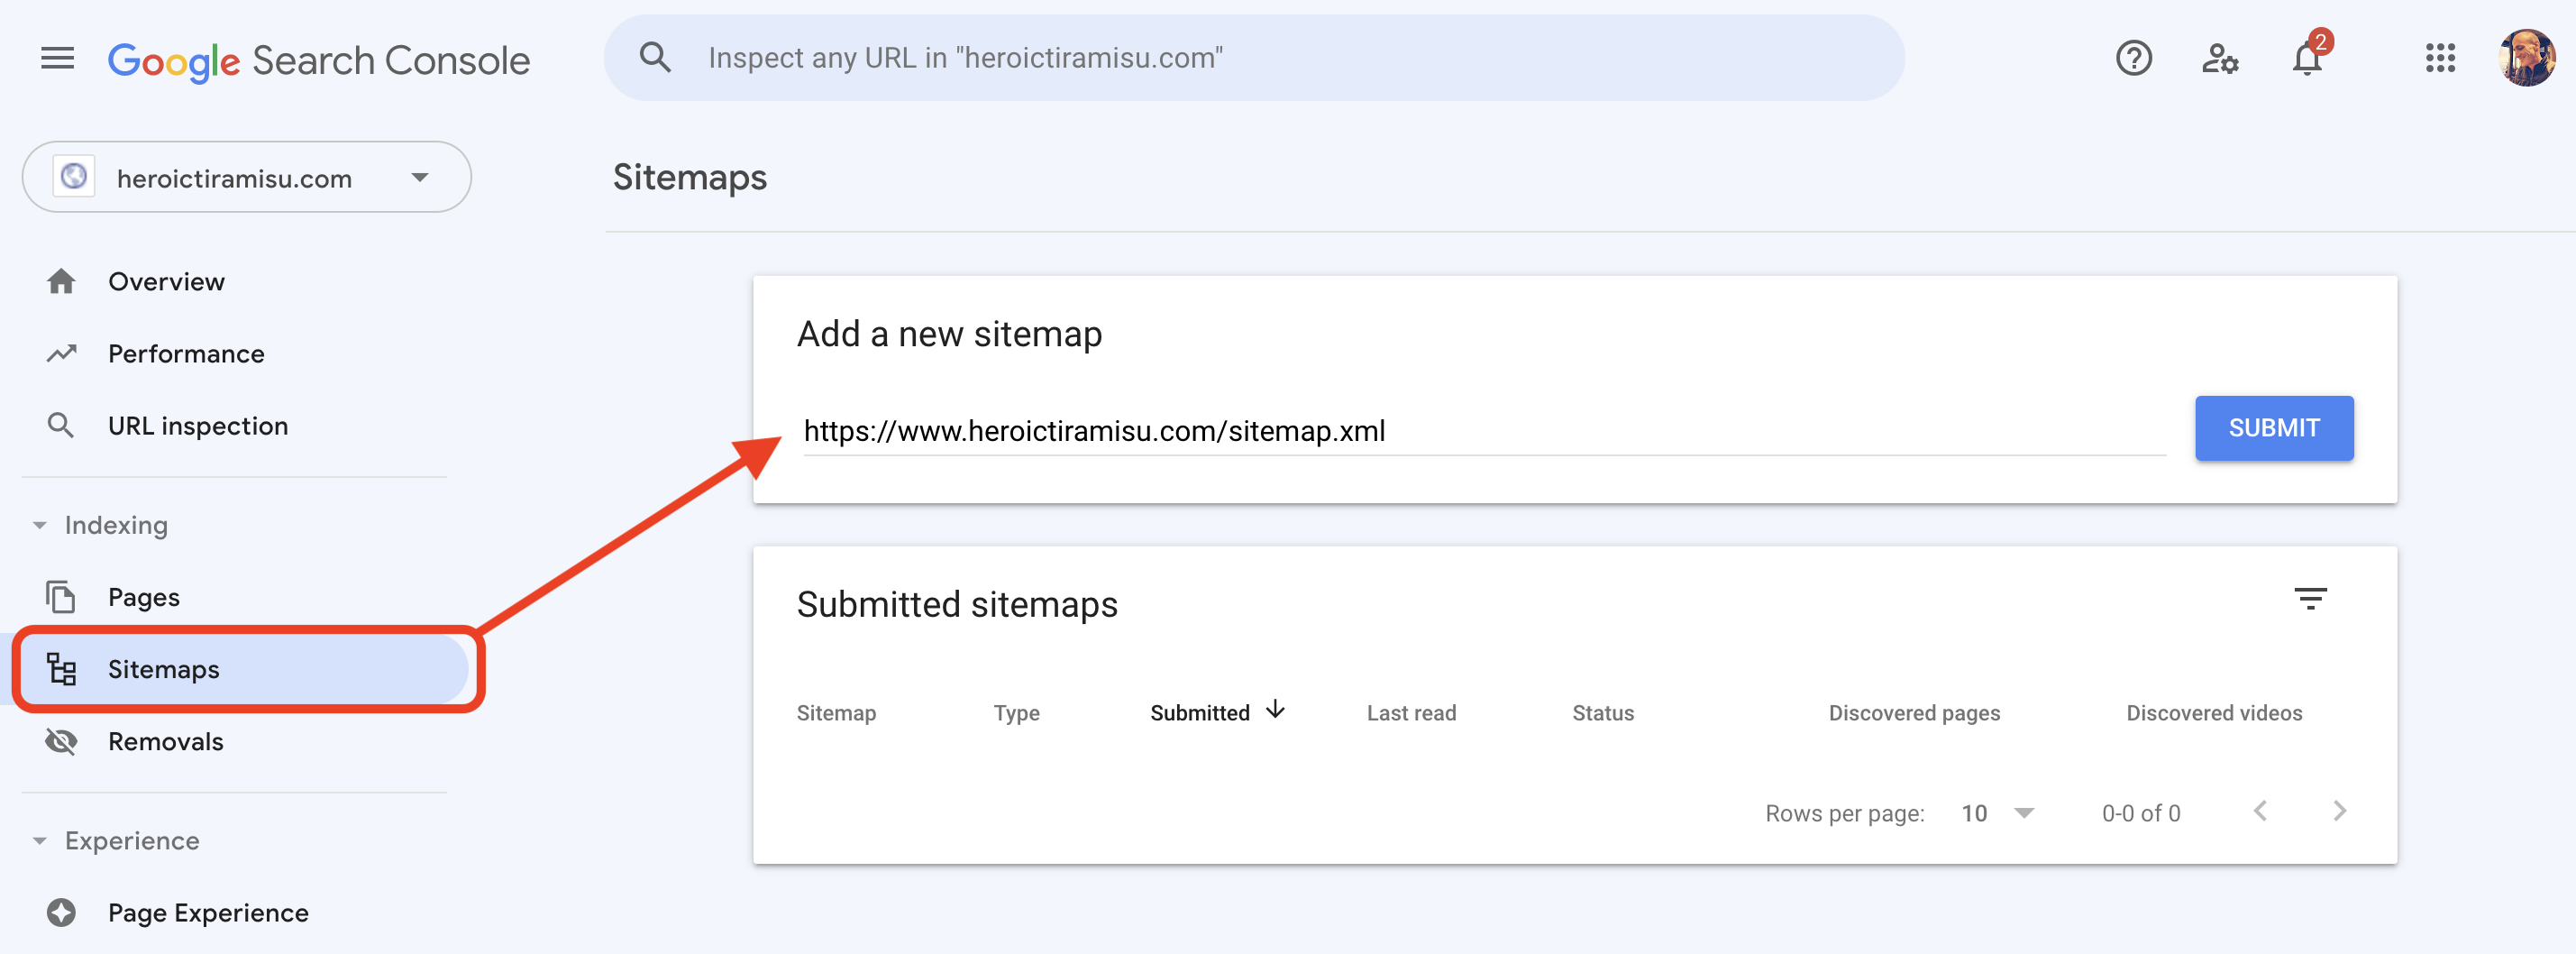 Google Search Console
Inspect any URL in "heroictiramisu.com"
2
heroictiramisu.com
Sitemaps
Overview
Performance
URL inspection
Indexing
Pages
Sitemaps
Removals
Experience
Page Experience
Add a new sitemap
https://www.heroictiramisu.com/sitemap.xml
SUBMIT
Submitted sitemaps
Sitemap Type Submitted Last read Status Discovered pages Discovered videos
Rows per page: 10 0-0 of 0